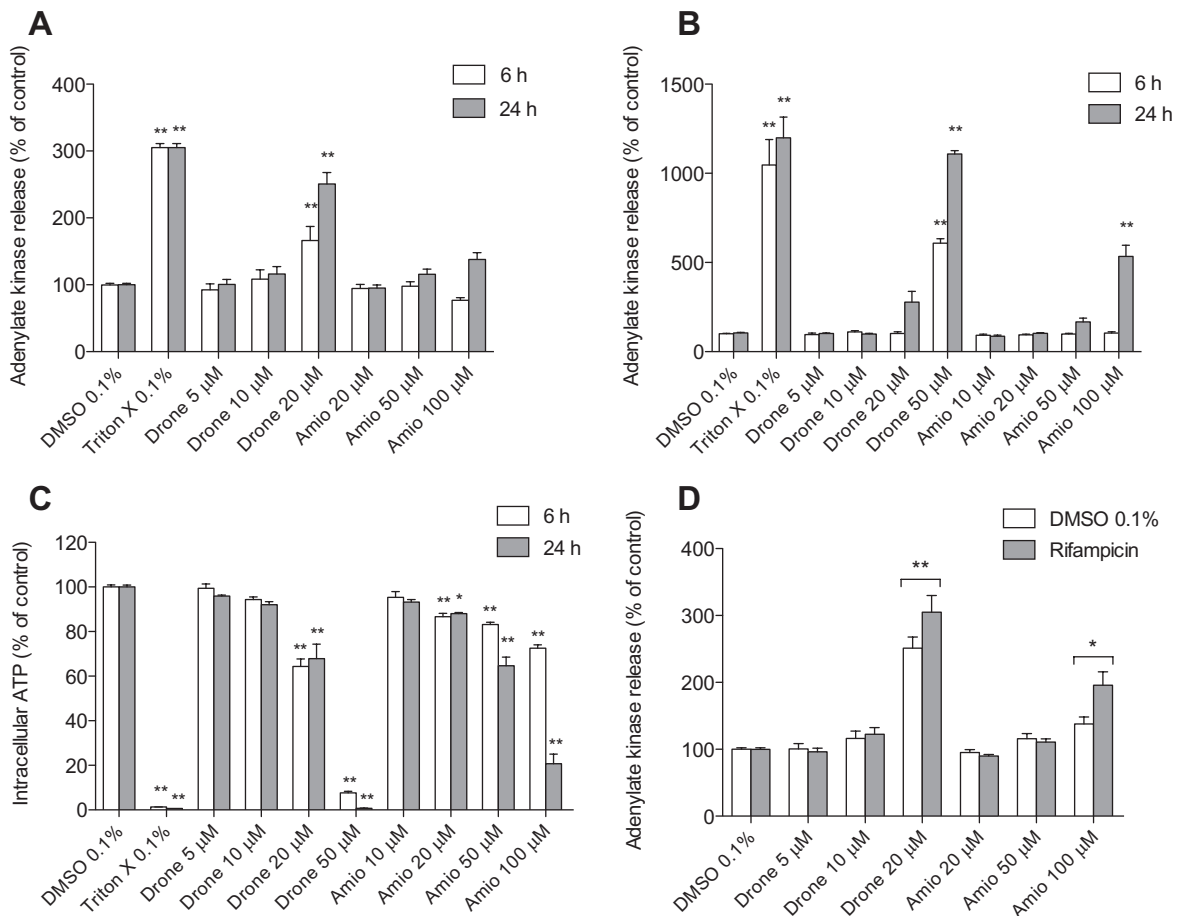 A
Adenylate kinase release (% of control)
400
300
200
100
0
6 h
24 h
** **
**
**
DMSO 0.1%
Triton X 0.1%
Drone 5 µM
Drone 10 µM
Drone 20 µM
Amio 20 µM
Amio 50 µM
Amio 100 µM
B
Adenylate kinase release (% of control)
1500
1000
500
0
6 h
24 h
**
**
**
**
**
DMSO 0.1%
Triton X 0.1%
Drone 5 µM
Drone 10 µM
Drone 20 µM
Drone 50 µM
Amio 10 µM
Amio 20 µM
Amio 50 µM
Amio 100 µM
C
Intracellular ATP (% of control)
120
100
80
60
40
20
0
6 h
24 h
**
**
**
**
**
**
**
*
**
**
**
**
DMSO 0.1%
Triton X 0.1%
Drone 5 µM
Drone 10 µM
Drone 20 µM
Drone 50 µM
Amio 10 µM
Amio 20 µM
Amio 50 µM
Amio 100 µM
D
Adenylate kinase release (% of control)
400
300
200
100
0
DMSO 0.1%
Rifampicin
**
*
DMSO 0.1%
Drone 5 µM
Drone 10 µM
Drone 20 µM
Amio 20 µM
Amio 50 µM
Amio 100 µM